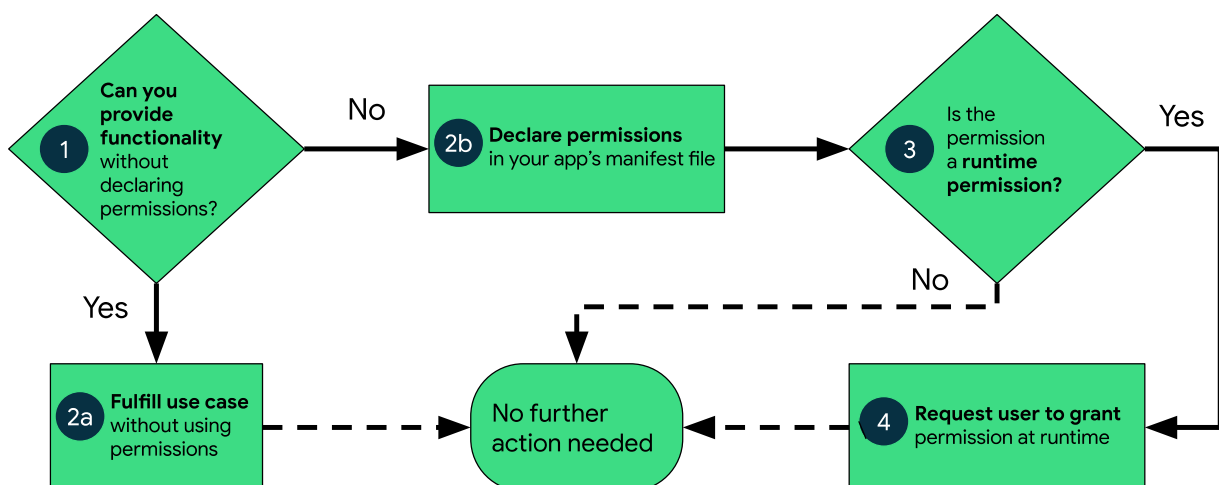 1
Can you
provide
functionality
without
declaring
permissions?
No
2b
Declare permissions
in your app's manifest file
3
Is the
permission
a runtime
permission?
Yes
Yes
No
2a
Fulfill use case
without using
permissions
No further
action needed
4
Request user to grant
permission at runtime